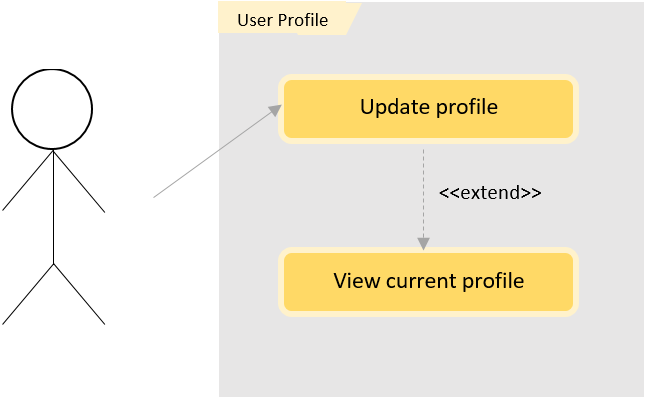 User Profile
Update profile
<<extend>>
View current profile